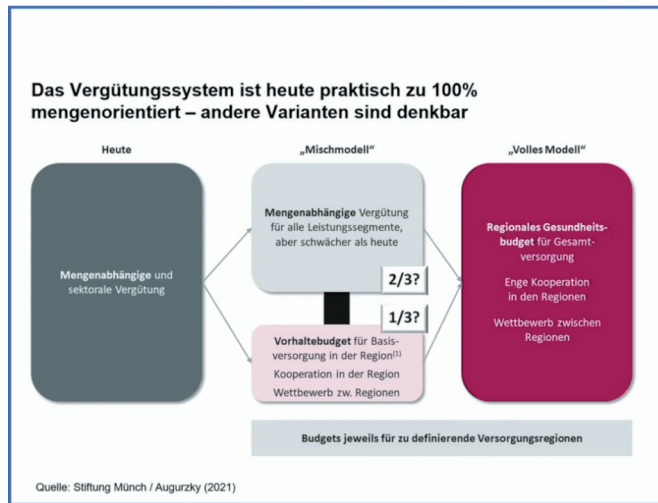 Das Vergütungssystem ist heute praktisch zu 100%
mengenorientiert – andere Varianten sind denkbar
Heute
„Mischmodell“
„Volles Modell“
Mengenabhängige und
sektorale Vergütung
Mengenabhängige Vergütung
für alle Leistungssegmente,
aber schwächer als heute
2/3?
1/3?
Vorhaltebudget für Basis-
versorgung in der Region(1)
Kooperation in der Region
Wettbewerb zw. Regionen
Regionales Gesundheits-
budget für Gesamt-
versorgung
Enge Kooperation
in den Regionen
Wettbewerb zwischen
Regionen
Budgets jeweils für zu definierende Versorgungsregionen
Quelle: Stiftung Münch / Augurzky (2021)